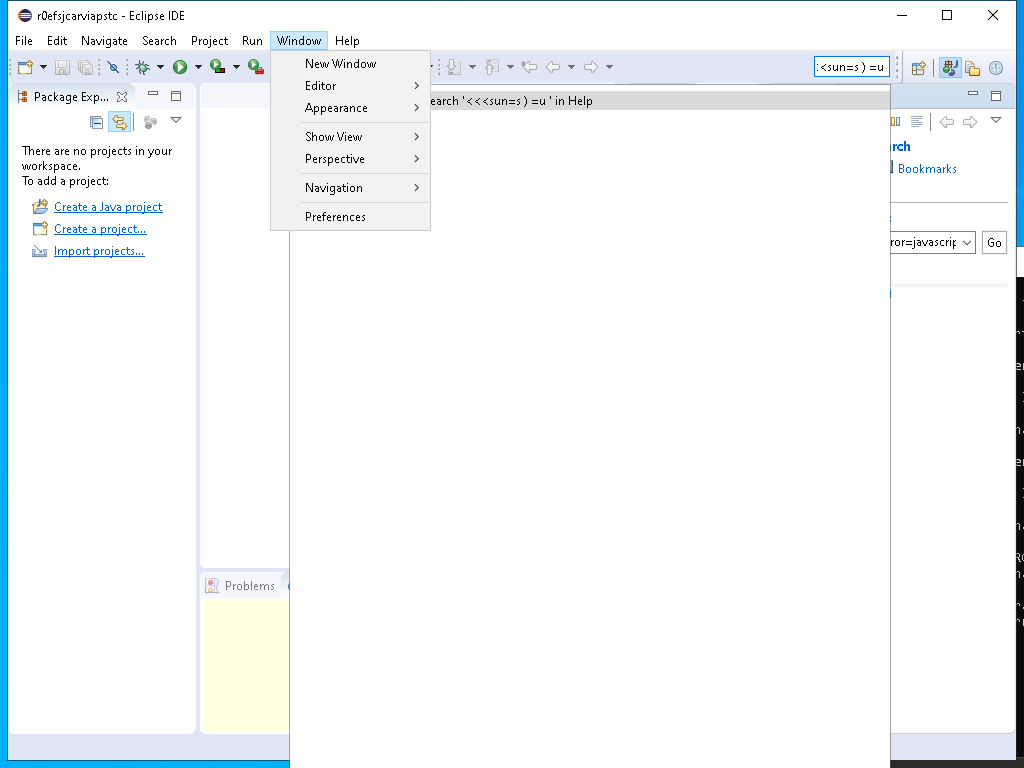 r0efsjcarviapstc - Eclipse IDE
File Edit Navigate Search Project Run Window Help
New Window
Editor
Appearance
Show View
Perspective
Navigation
Preferences
<sun=s ) =u
Package Exp...
There are no projects in your
workspace.
To add a project:
Create a Java project
Create a project...
Import projects...
earch '<<<sun=s ) =u ' in Help
rch
Bookmarks
ror=javascrip
Go
Problems